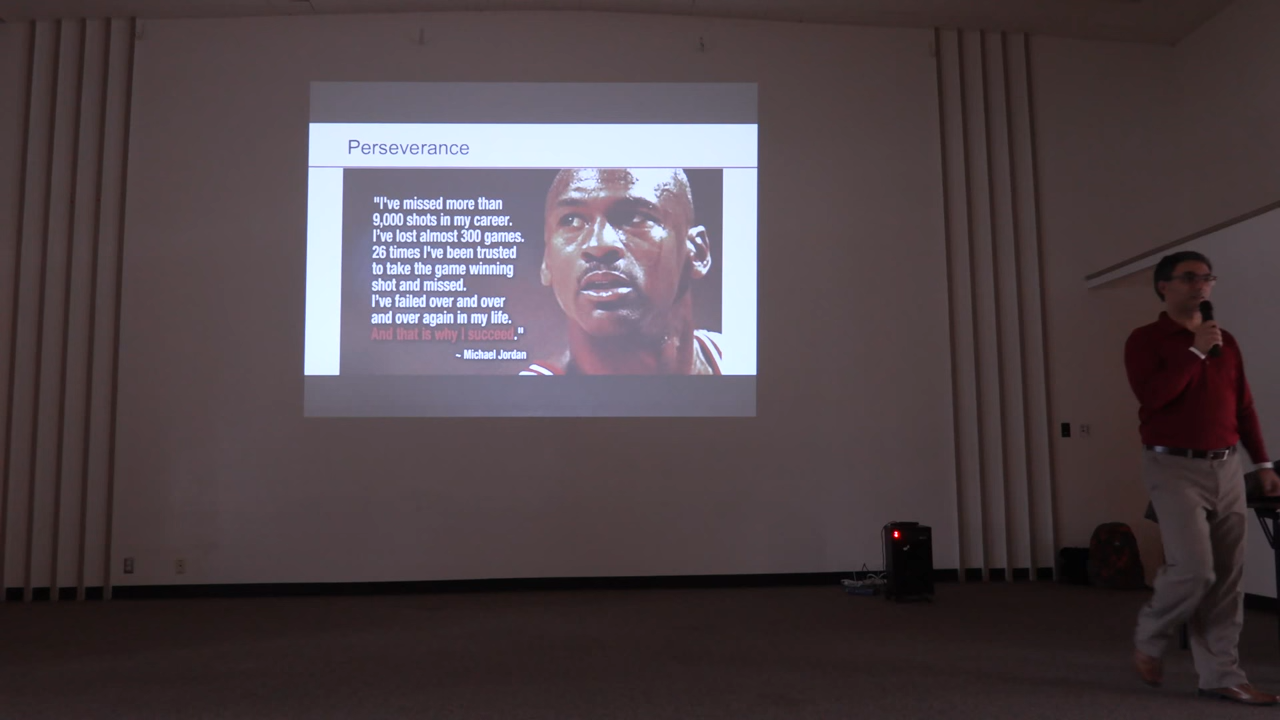 Perseverance
"I've missed more than
9,000 shots in my career.
I've lost almost 300 games.
26 times I've been trusted
to take the game winning
shot and missed.
I've failed over and over
and over again in my life.
And that is why I succeed."
~ Michael Jordan